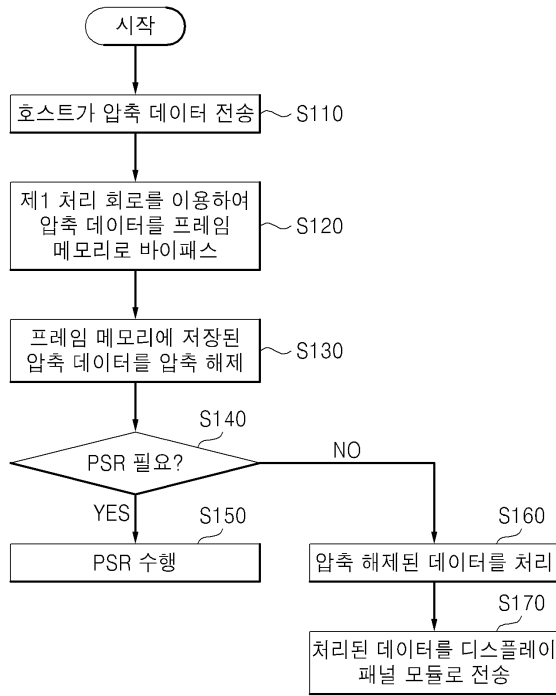 시작
호스트가 압축 데이터 전송
S110
제1 처리 회로를 이용하여
압축 데이터를 프레임
메모리로 바이패스
S120
프레임 메모리에 저장된
압축 데이터를 압축 해제
S130
S140
PSR 필요?
NO
YES
S150
PSR 수행
S160
압축 해제된 데이터를 처리
S170
처리된 데이터를 디스플레이
패널 모듈로 전송